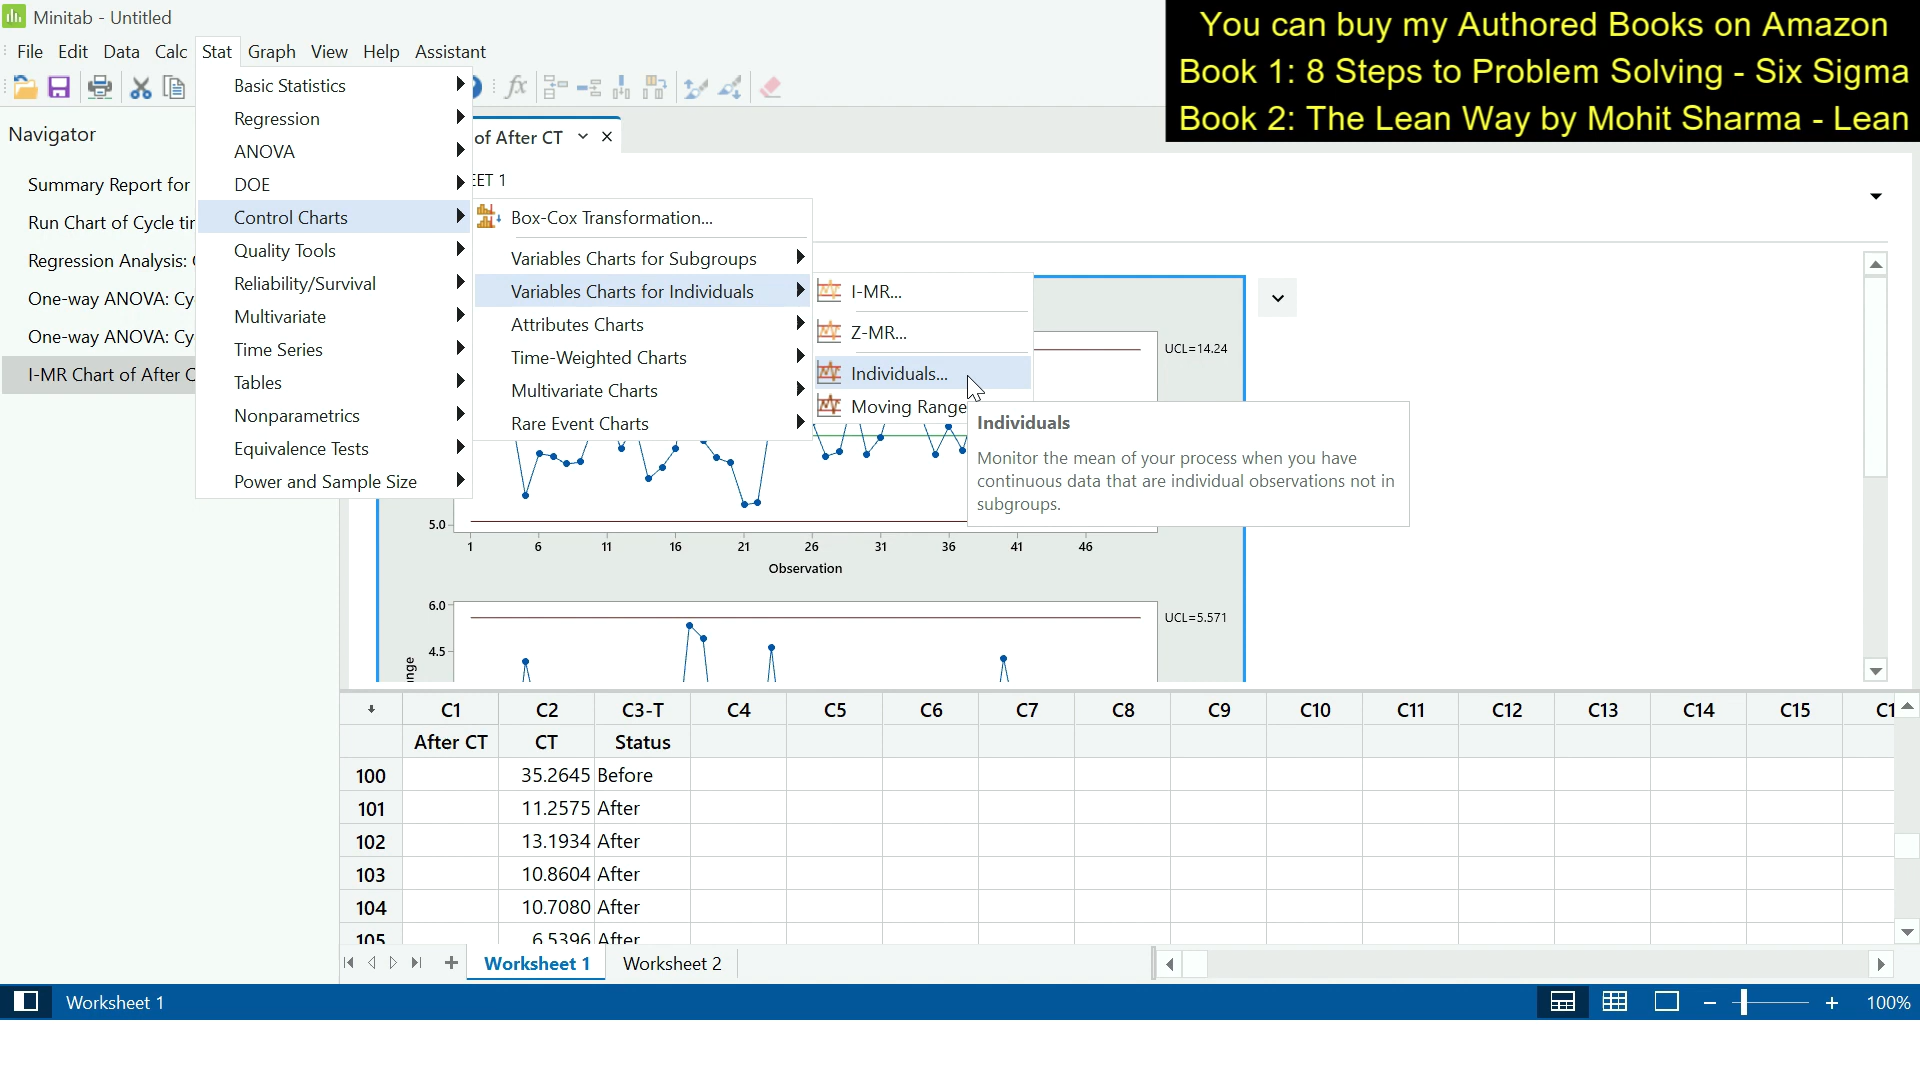 Minitab - Untitled
You can buy my Authored Books on Amazon
Book 1: 8 Steps to Problem Solving - Six Sigma
Book 2: The Lean Way by Mohit Sharma - Lean
File Edit Data Calc Stat Graph View Help Assistant
Navigator
Summary Report for
Run Chart of Cycle
Regression Analysis:
One-way ANOVA:
One-way ANOVA:
I-MR Chart of After
Basic Statistics
Regression
ANOVA
DOE
Control Charts
Quality Tools
Reliability/Survival
Multivariate
Time Series
Tables
Nonparametrics
Equivalence Tests
Power and Sample Size
of After CT
1
Box-Cox Transformation...
Variables Charts for Subgroups
Variables Charts for Individuals
Attributes Charts
Time-Weighted Charts
Multivariate Charts
Rare Event Charts
I-MR...
Z-MR...
Individuals...
Moving Range
Individuals
Monitor the mean of your process when you have
continuous data that are individual observations not in
subgroups.
UCL=14.24
5.0
1 6 11 16 21 26 31 36 41 46
Observation
6.0
UCL=5.571
4.5
C1 C2 C3-T C4 C5 C6 C7 C8 C9 C10 C11 C12 C13 C14 C15
After CT CT Status
100 35.2645 Before
101 11.2575 After
102 13.1934 After
103 10.8604 After
104 10.7080 After
105 6.5396 After
Worksheet 1 Worksheet 2
Worksheet 1
100%